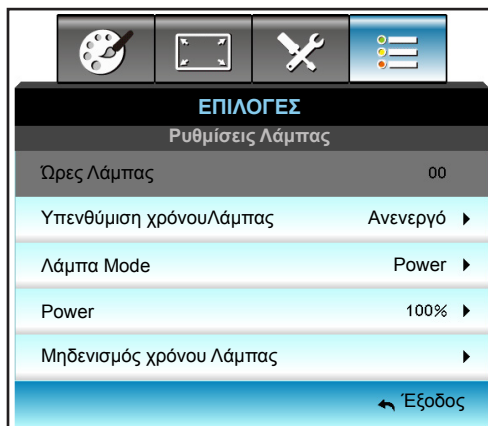 ΕΠΙΛΟΓΕΣ
Ρυθμίσεις Λάμπας
Ώρες Λάμπας 00
Υπενθύμιση χρόνουΛάμπας Ανενεργό
Λάμπα Mode Power
Power 100%
Μηδενισμός χρόνου Λάμπας
Έξοδος